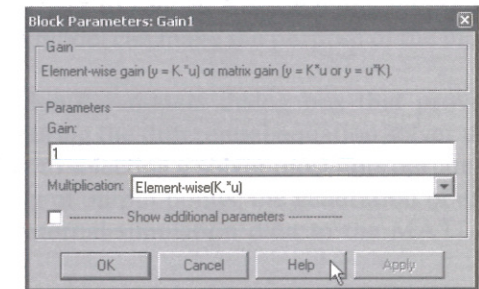 Block Parameters: Gain1
Gain
Element-wise gain (y = K.*u) or matrix gain (y = K*u or y = u*K).
Parameters
Gain:
1
Multiplication: Element-wise(K.*u)
------------- Show additional parameters -------------
OK Cancel Help Apply